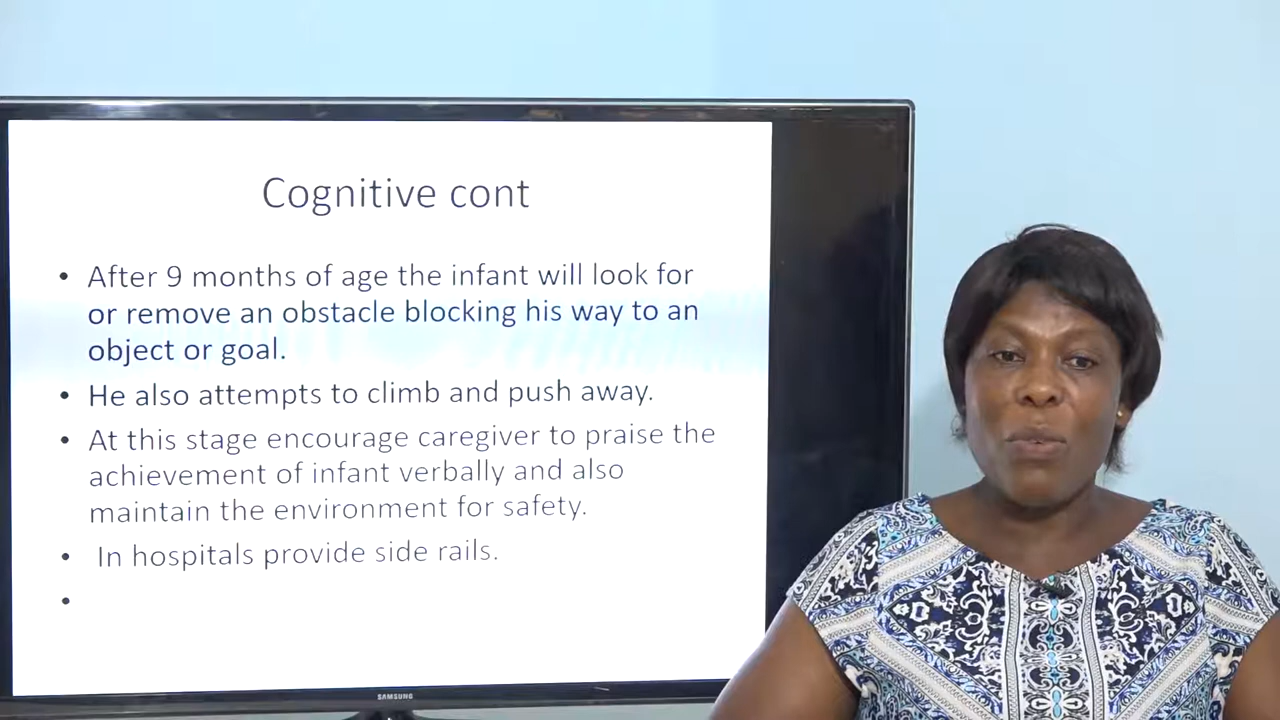 Cognitive cont
• After 9 months of age the infant will look for
or remove an obstacle blocking his way to an
object or goal.
• He also attempts to climb and push away.
• At this stage encourage caregiver to praise the
achievement of infant verbally and also
maintain the environment for safety.
• In hospitals provide side rails.
•
SAMSUNG